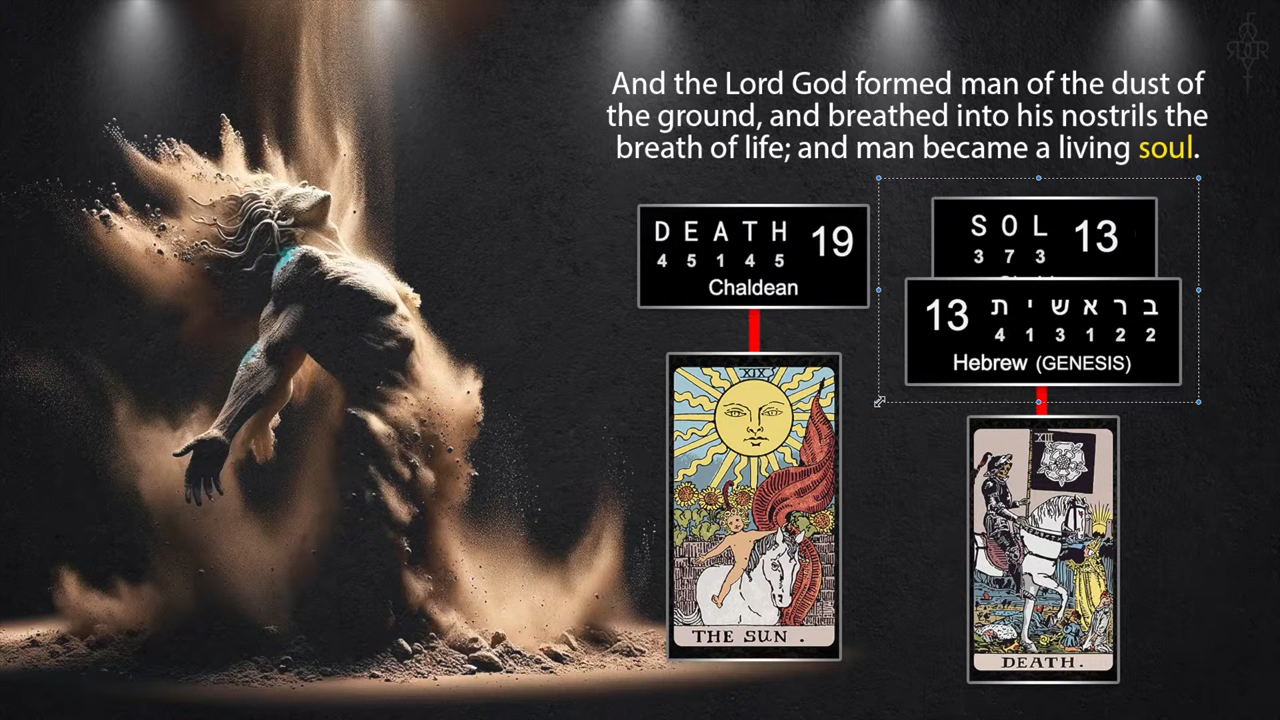 And the Lord God formed man of the dust of
the ground, and breathed into his nostrils the
breath of life; and man became a living soul.
D E A T H 19
4 5 1 4 5
Chaldean
S O L 13
3 7 3
13 בראשית
4 1 3 1 2 2
Hebrew (GENESIS)
XIX
THE SUN .
XIII
DEATH.